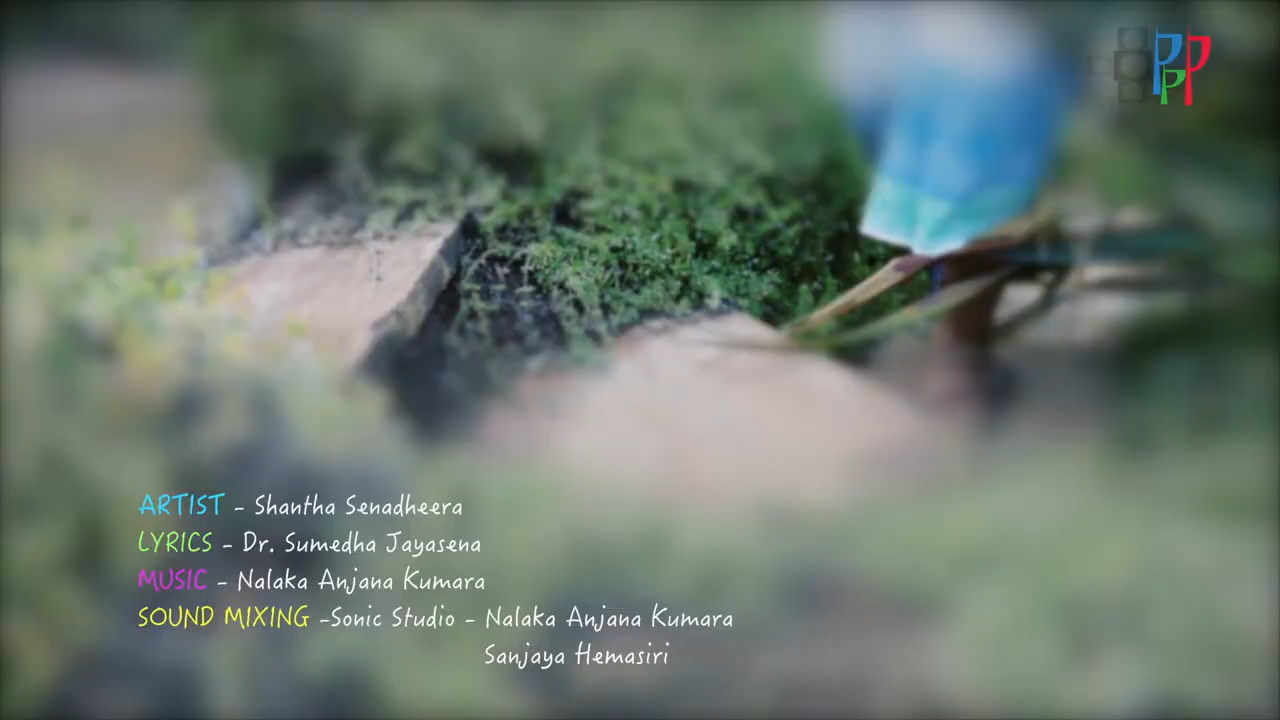 PPP
ARTIST - Shantha Senadheera
LYRICS - Dr. Sumedha Jayasena
MUSIC - Nalaka Anjana Kumara
SOUND MIXING -Sonic Studio - Nalaka Anjana Kumara
Sanjaya Hemasiri